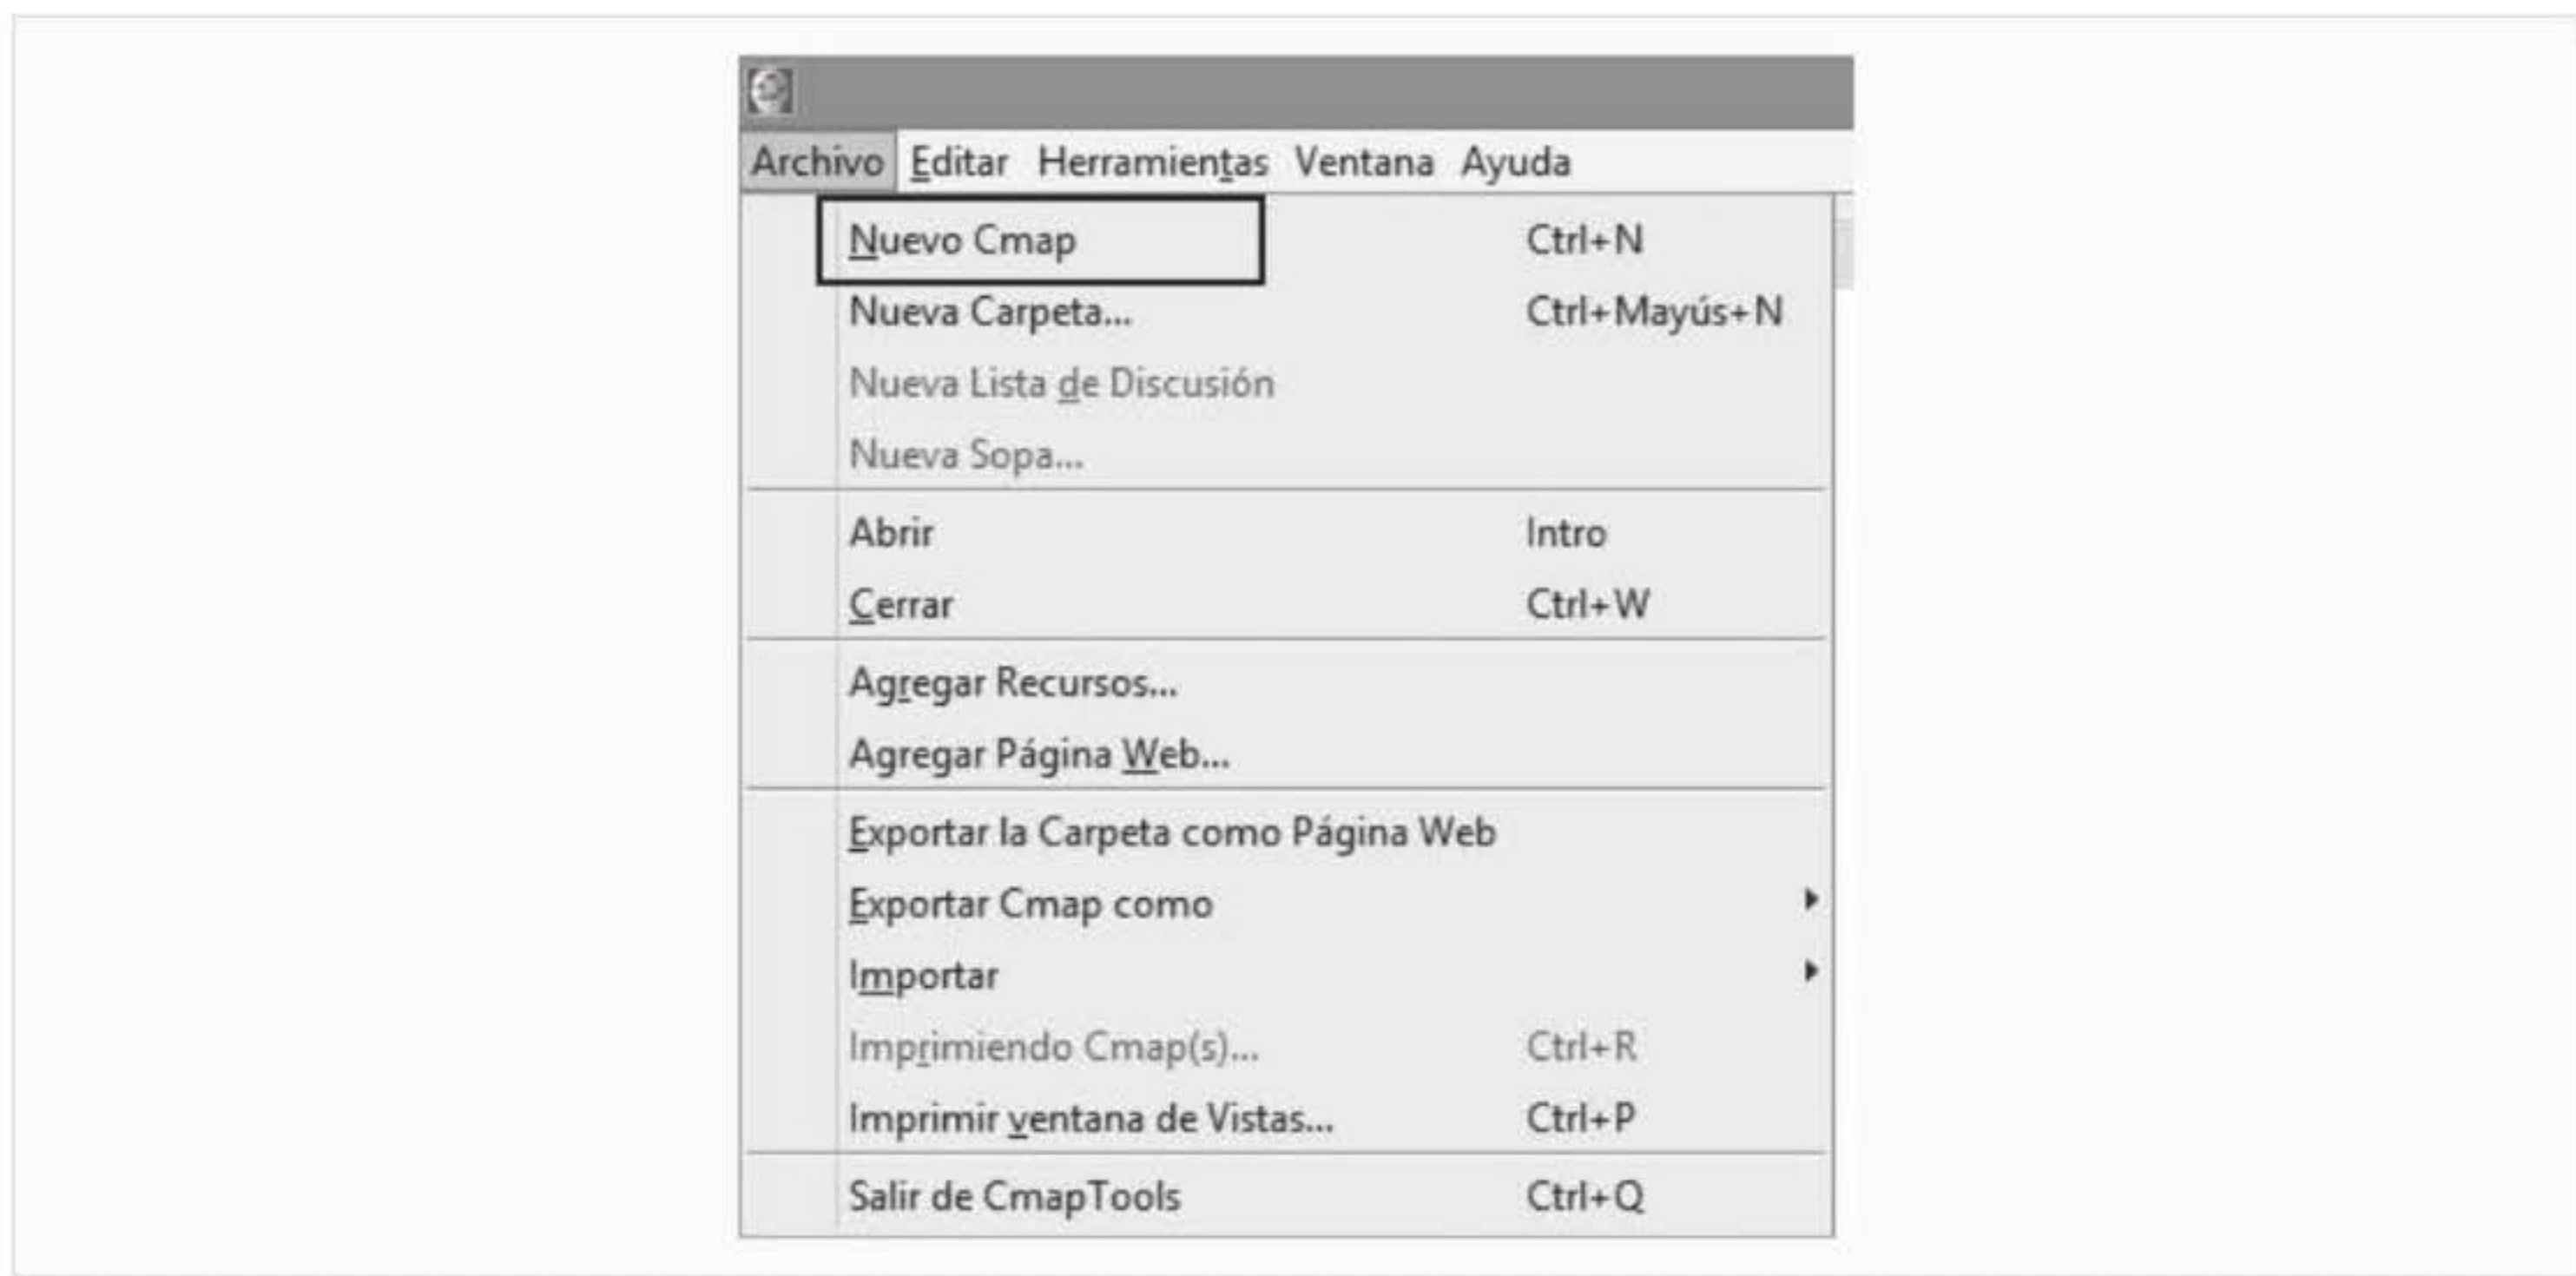 Archivo Editar Herramientas Ventana Ayuda
Nuevo Cmap Ctrl+N
Nueva Carpeta... Ctrl+Mayús+N
Nueva Lista de Discusión
Nueva Sopa...
Abrir Intro
Cerrar Ctrl+W
Agregar Recursos...
Agregar Página Web...
Exportar la Carpeta como Página Web
Exportar Cmap como
Importar
Imprimiendo Cmap(s)... Ctrl+R
Imprimir ventana de Vistas... Ctrl+P
Salir de CmapTools Ctrl+Q